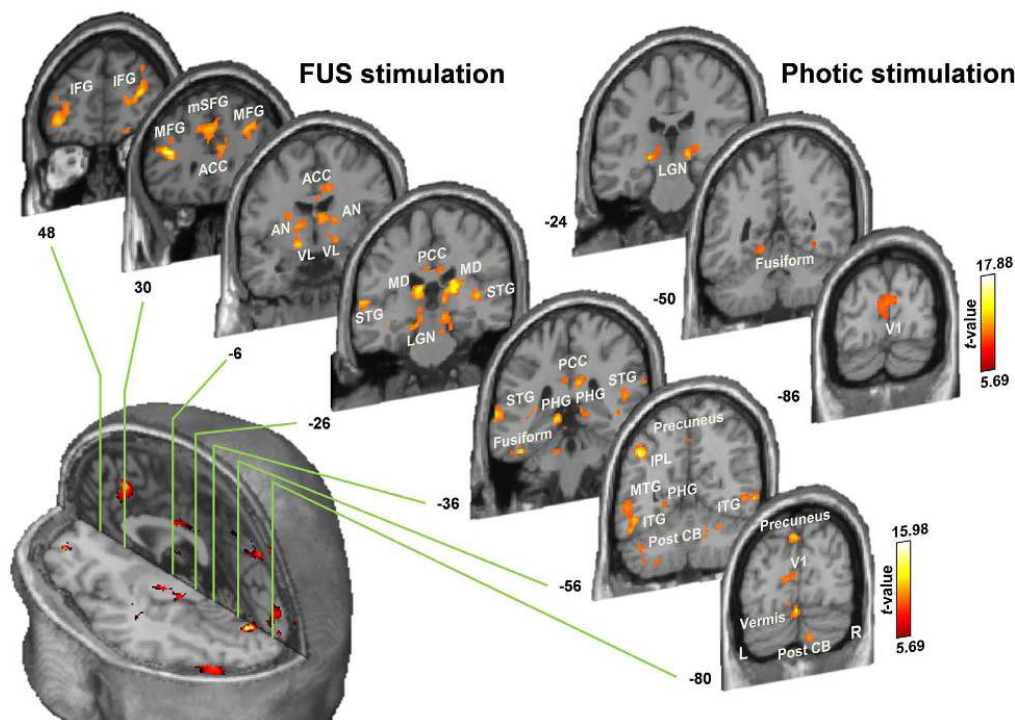 FUS stimulation
Photic stimulation
IFG
IFG
48
MFG
mSFG
MFG
ACC
30
ACC
AN
AN
VL
VL
-6
PCC
MD
MD
STG
STG
LGN
-26
PCC
STG
STG
PHG
PHG
Fusiform
-36
Precuneus
IPL
MTG
PHG
ITG
ITG
Post CB
-56
Precuneus
V1
Vermis
L
R
Post CB
-80
15.98
t-value
5.69
LGN
-24
Fusiform
-50
V1
-86
17.88
t-value
5.69